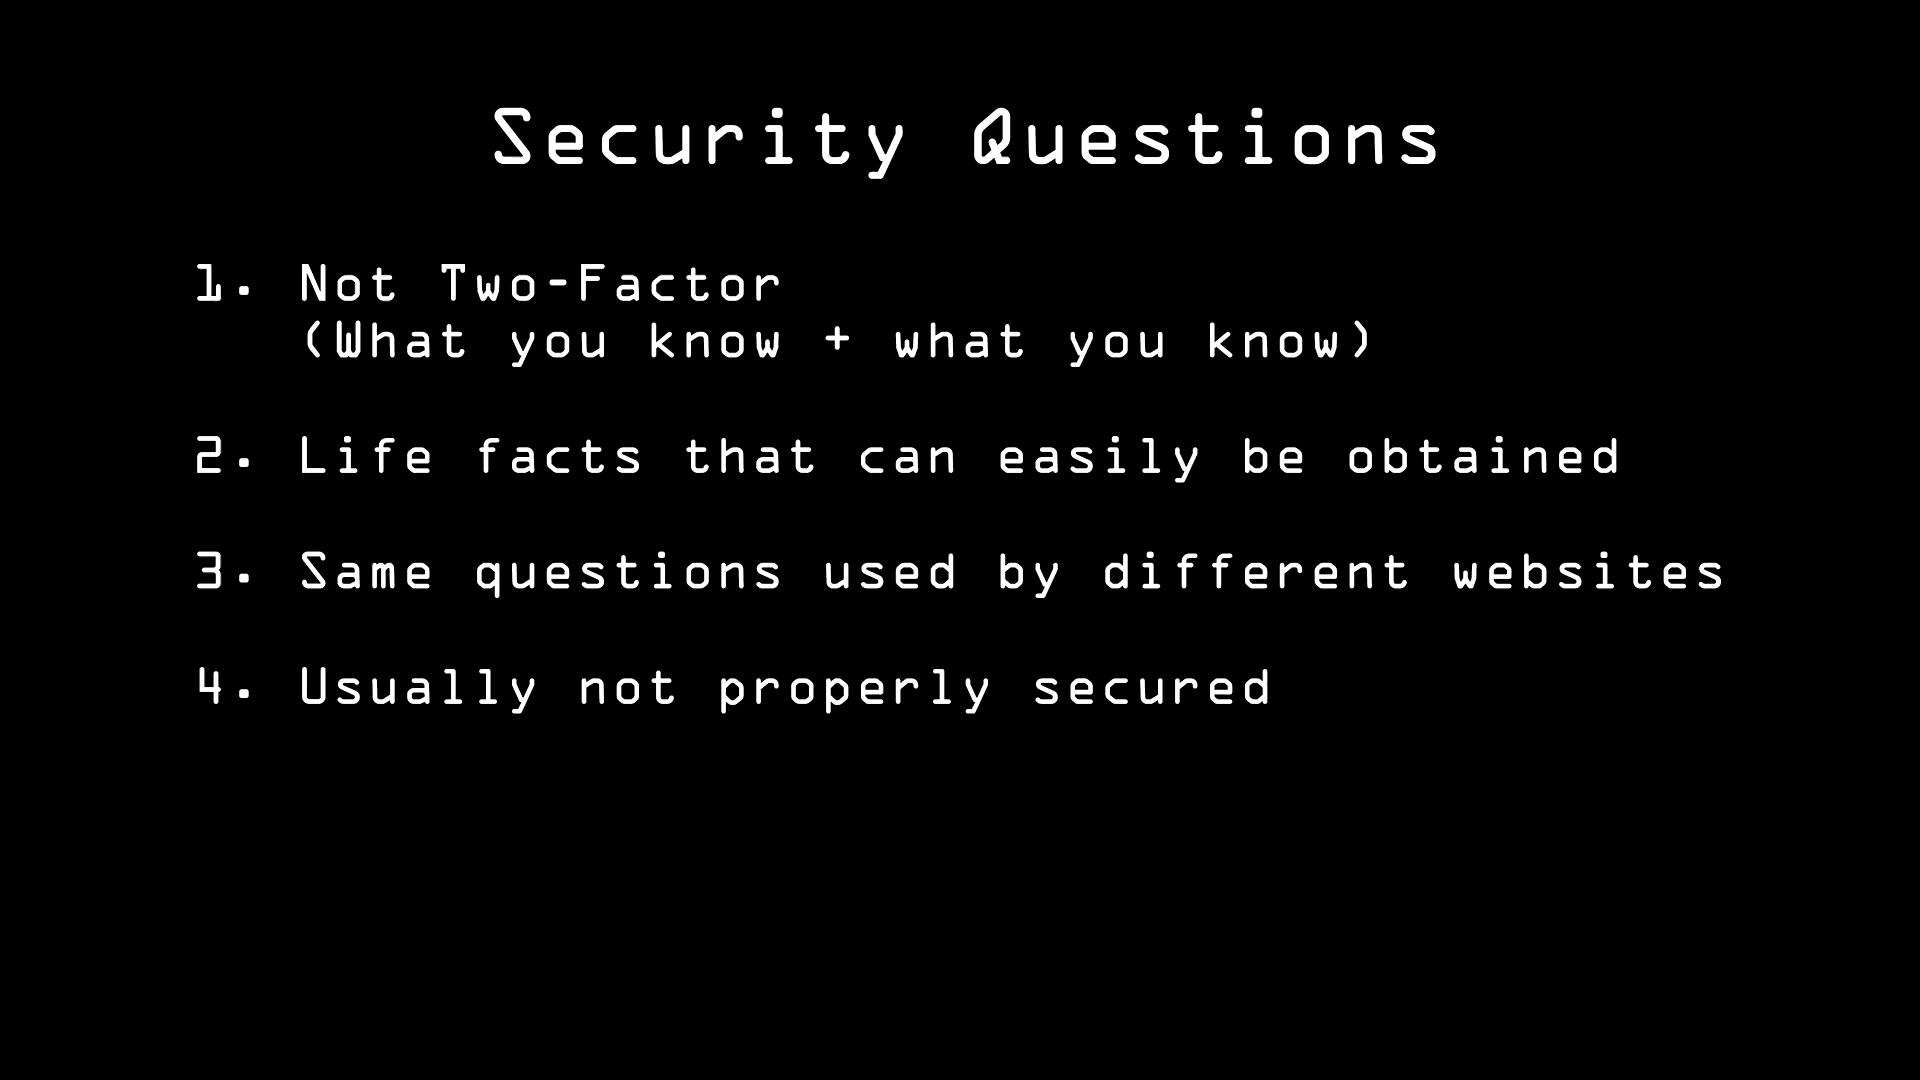 Security Questions
1. Not Two-Factor
(What you know + what you know)
2. Life facts that can easily be obtained
3. Same questions used by different websites
4. Usually not properly secured